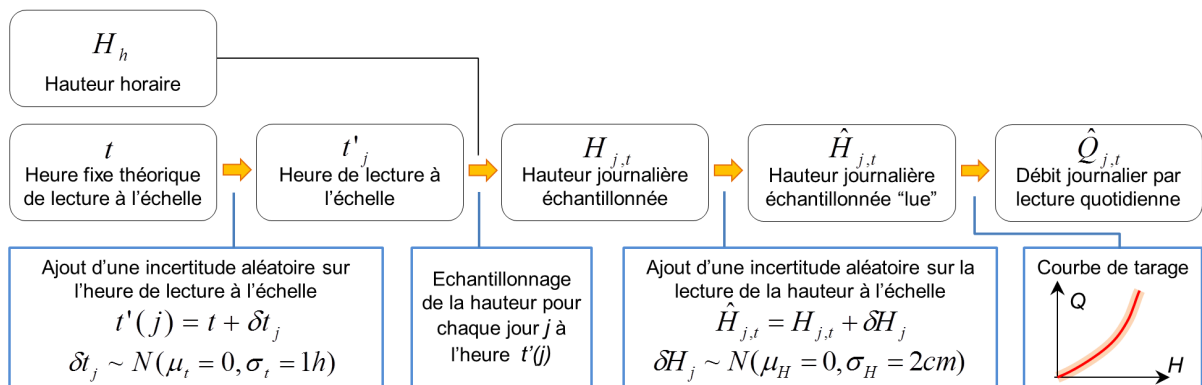 H_h
Hauteur horaire
t
Heure fixe théorique
de lecture à l'échelle
t'_j
Heure de lecture à
l'échelle
H_{j,t}
Hauteur journalière
échantillonnée
Ĥ_{j,t}
Hauteur journalière
échantillonnée "lue"
Q̂_{j,t}
Débit journalier par
lecture quotidienne
Ajout d'une incertitude aléatoire sur
l'heure de lecture à l'échelle
t'(j) = t + δt_j
δt_j ~ N(μ_t = 0, σ_t = 1h)
Echantillonnage
de la hauteur pour
chaque jour j à
l'heure t'(j)
Ajout d'une incertitude aléatoire sur la
lecture de la hauteur à l'échelle
Ĥ_{j,t} = H_{j,t} + δH_j
δH_j ~ N(μ_H = 0, σ_H = 2cm)
Courbe de tarage
Q
H